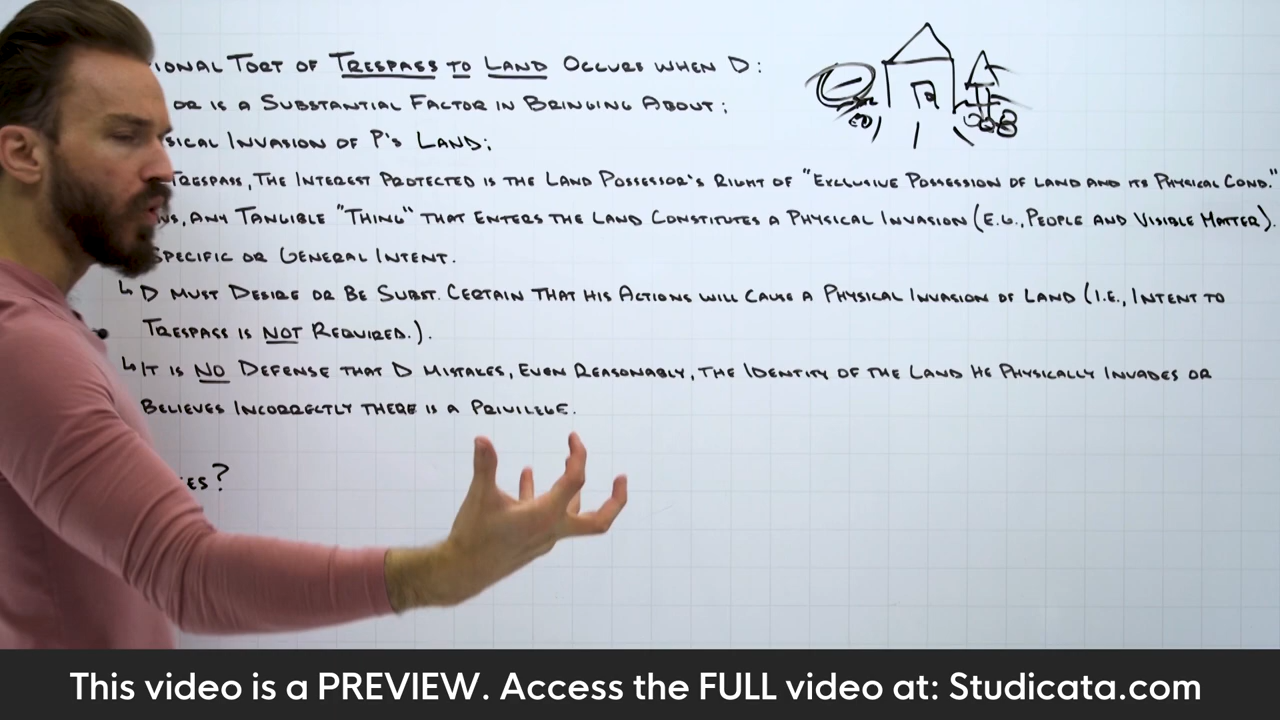 IONAL TORT OF TRESPASS TO LAND OCCURS WHEN D:
OR IS A SUBSTANTIAL FACTOR IN BRINGING ABOUT;
SICAL INVASION OF P'S LAND;
TRESPASS, THE INTEREST PROTECTED IS THE LAND POSSESSOR'S RIGHT OF "EXCLUSIVE POSSESSION OF LAND AND ITS PHYSICAL COND."
NS, ANY TANGIBLE "THING" THAT ENTERS THE LAND CONSTITUTES A PHYSICAL INVASION (E.G., PEOPLE AND VISIBLE MATTER).
SPECIFIC OR GENERAL INTENT.
↳ D MUST DESIRE OR BE SUBST. CERTAIN THAT HIS ACTIONS WILL CAUSE A PHYSICAL INVASION OF LAND (I.E., INTENT TO
TRESPASS IS NOT REQUIRED.).
↳ IT IS NO DEFENSE THAT D MISTAKES, EVEN REASONABLY, THE IDENTITY OF THE LAND HE PHYSICALLY INVADES OR
BELIEVES INCORRECTLY THERE IS A PRIVILEGE.
ES?
This video is a PREVIEW. Access the FULL video at: Studicata.com